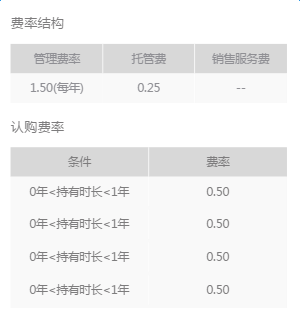 费率结构
管理费率 托管费 销售服务费
1.50(每年) 0.25 --
认购费率
条件 费率
0年<持有时长<1年 0.50
0年<持有时长<1年 0.50
0年<持有时长<1年 0.50
0年<持有时长<1年 0.50